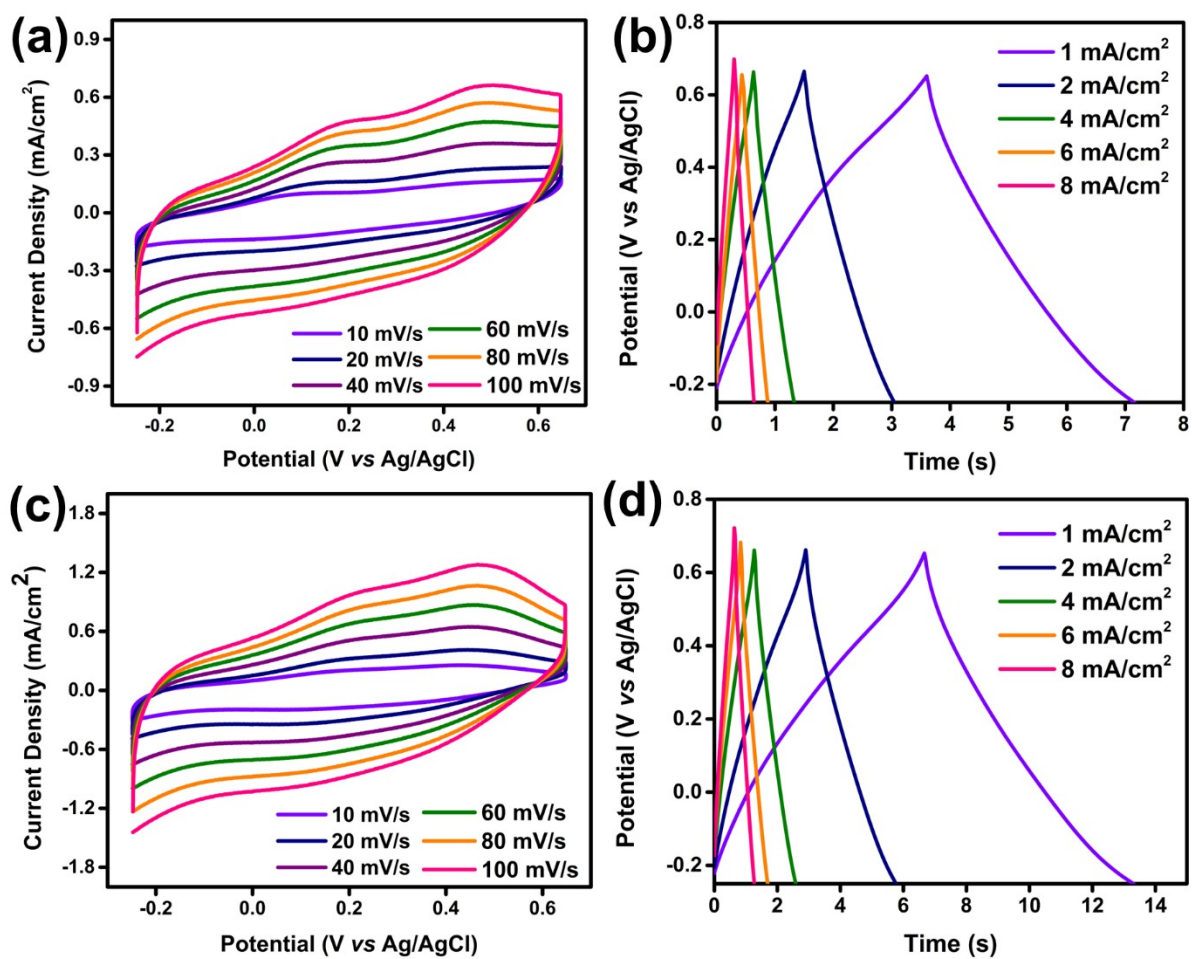 (a)
Current Density (mA/cm²)
0.9
0.6
0.3
0.0
-0.3
-0.6
-0.9
10 mV/s
20 mV/s
40 mV/s
60 mV/s
80 mV/s
100 mV/s
-0.2 0.0 0.2 0.4 0.6
Potential (V vs Ag/AgCl)
(b)
Potential (V vs Ag/AgCl)
0.8
0.6
0.4
0.2
0.0
-0.2
1 mA/cm²
2 mA/cm²
4 mA/cm²
6 mA/cm²
8 mA/cm²
0 1 2 3 4 5 6 7 8
Time (s)
(c)
Current Density (mA/cm²)
1.8
1.2
0.6
0.0
-0.6
-1.2
-1.8
10 mV/s
20 mV/s
40 mV/s
60 mV/s
80 mV/s
100 mV/s
-0.2 0.0 0.2 0.4 0.6
Potential (V vs Ag/AgCl)
(d)
Potential (V vs Ag/AgCl)
0.8
0.6
0.4
0.2
0.0
-0.2
1 mA/cm²
2 mA/cm²
4 mA/cm²
6 mA/cm²
8 mA/cm²
0 2 4 6 8 10 12 14
Time (s)